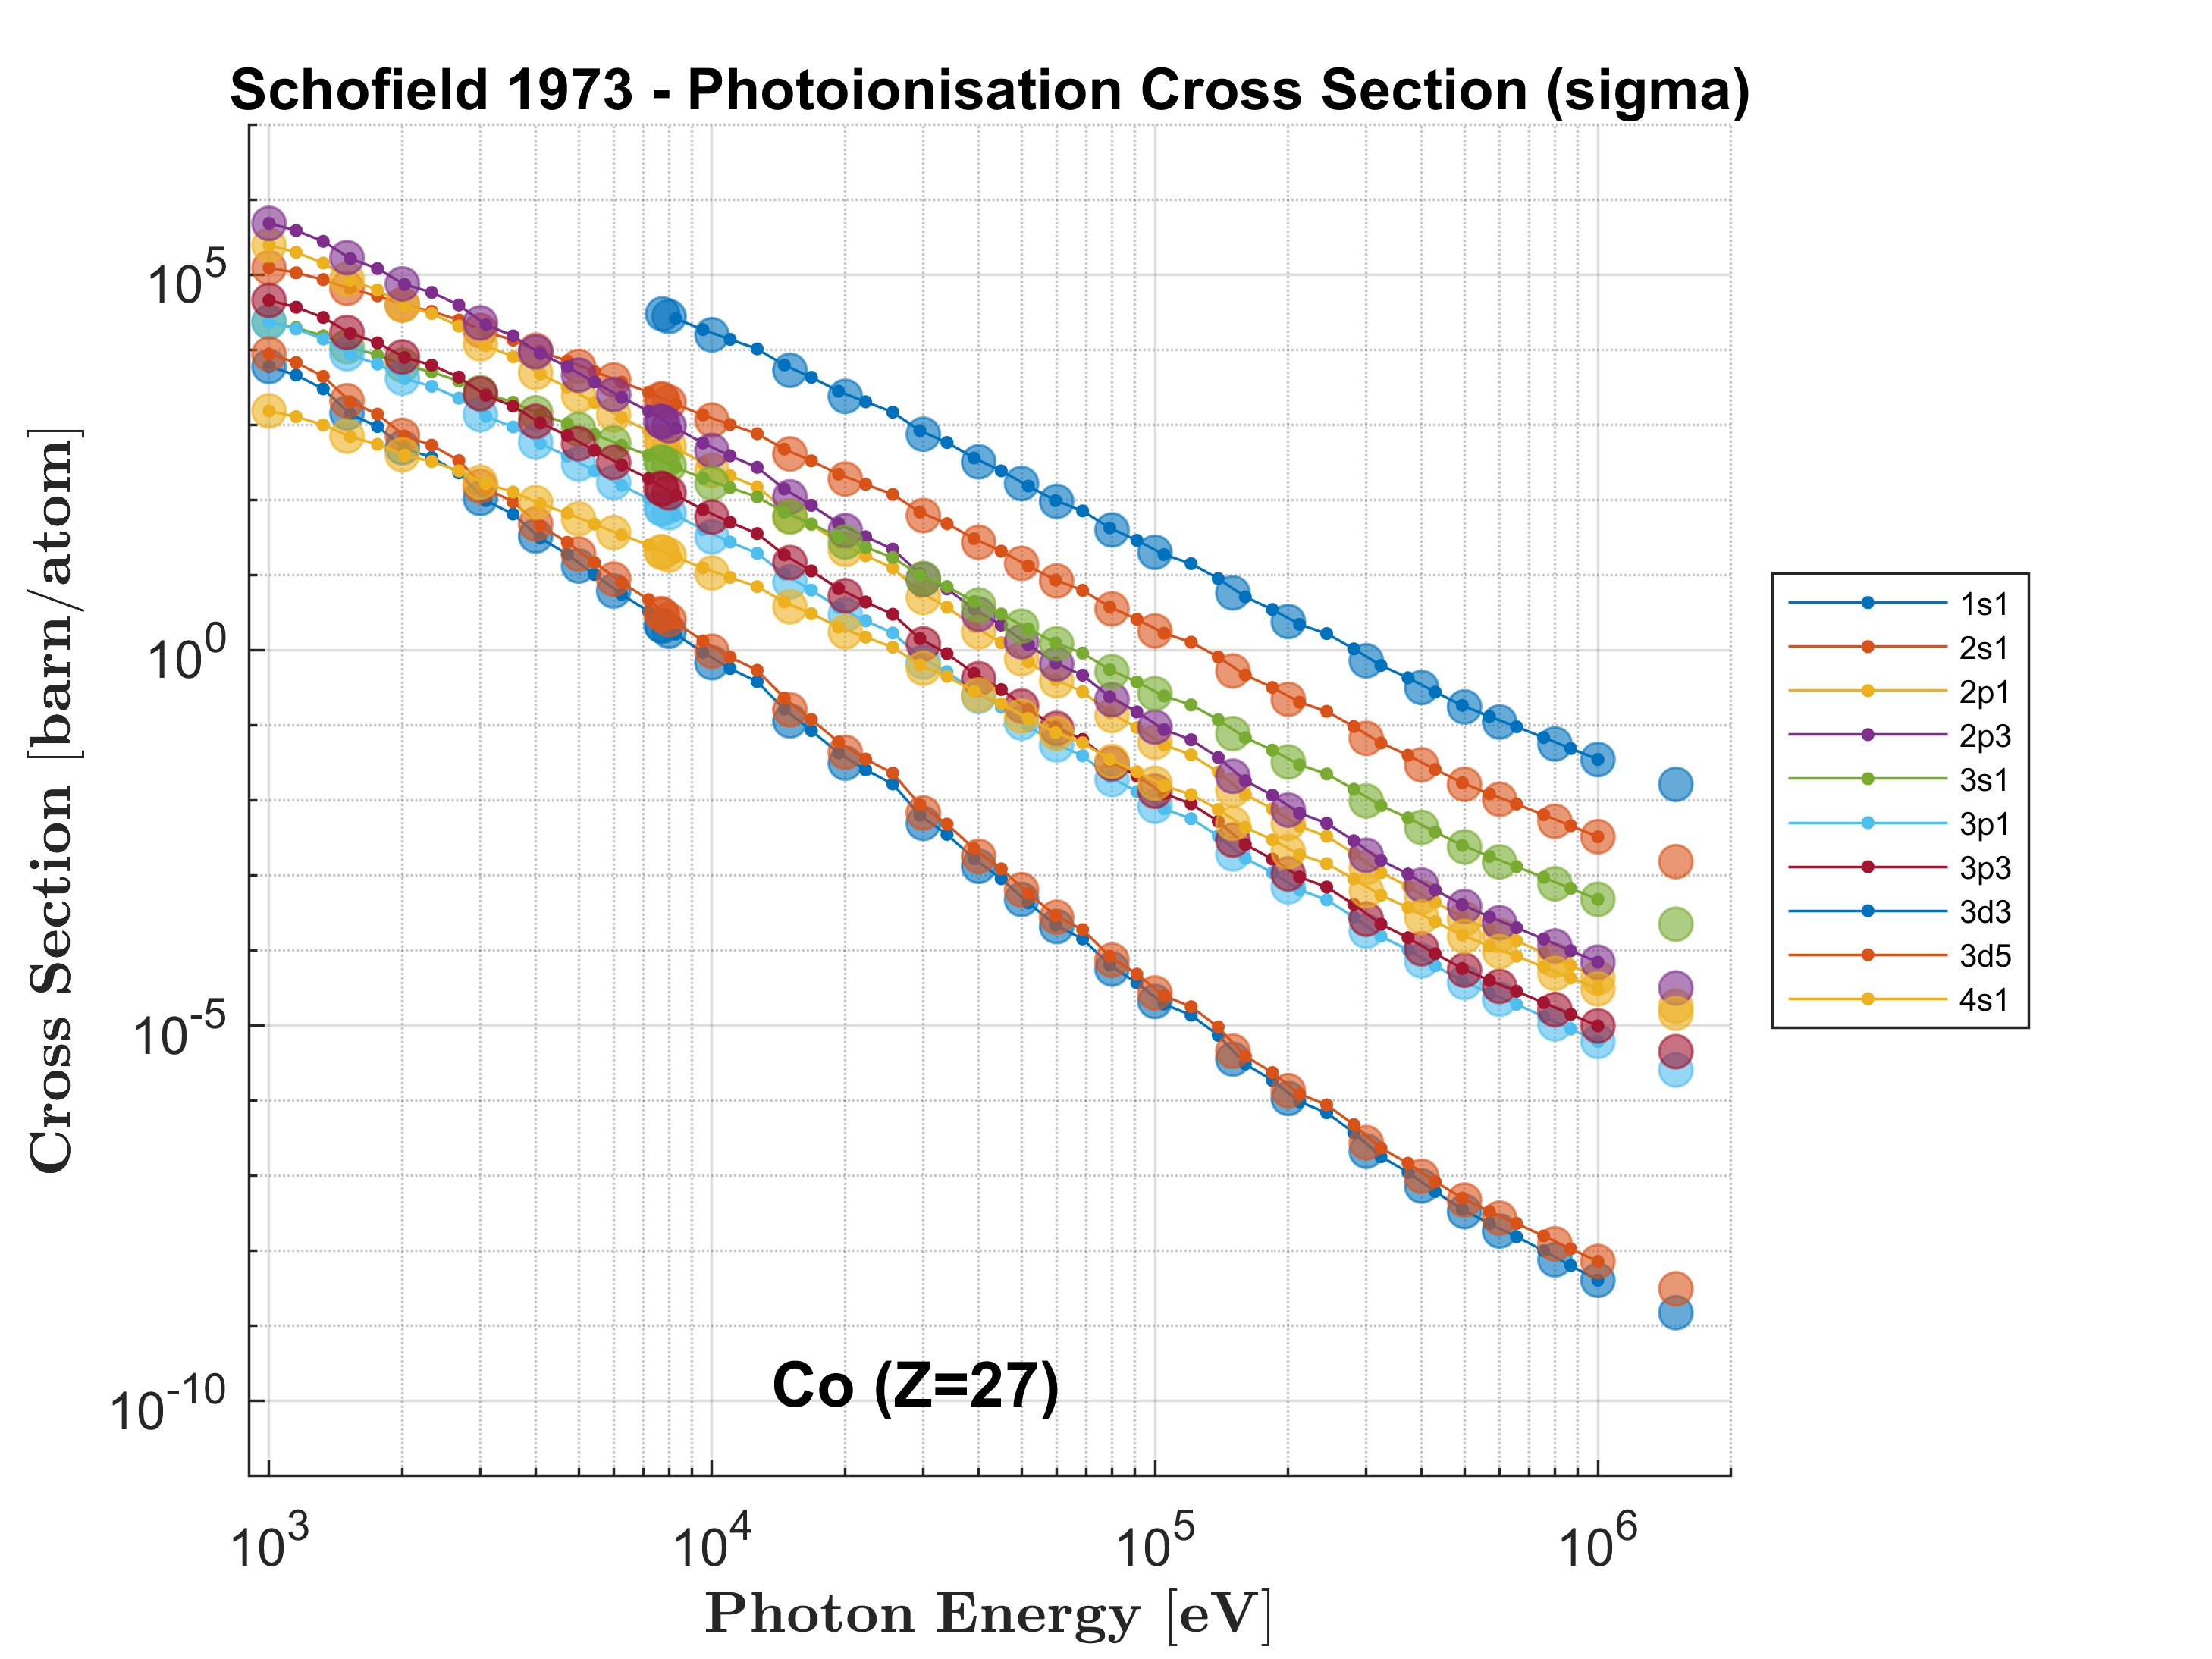 Schofield 1973 - Photoionisation Cross Section (sigma)
Cross Section [barn/atom]
10^5
10^0
10^-5
10^-10
Co (Z=27)
10^3
10^4
10^5
10^6
Photon Energy [eV]
1s1
2s1
2p1
2p3
3s1
3p1
3p3
3d3
3d5
4s1